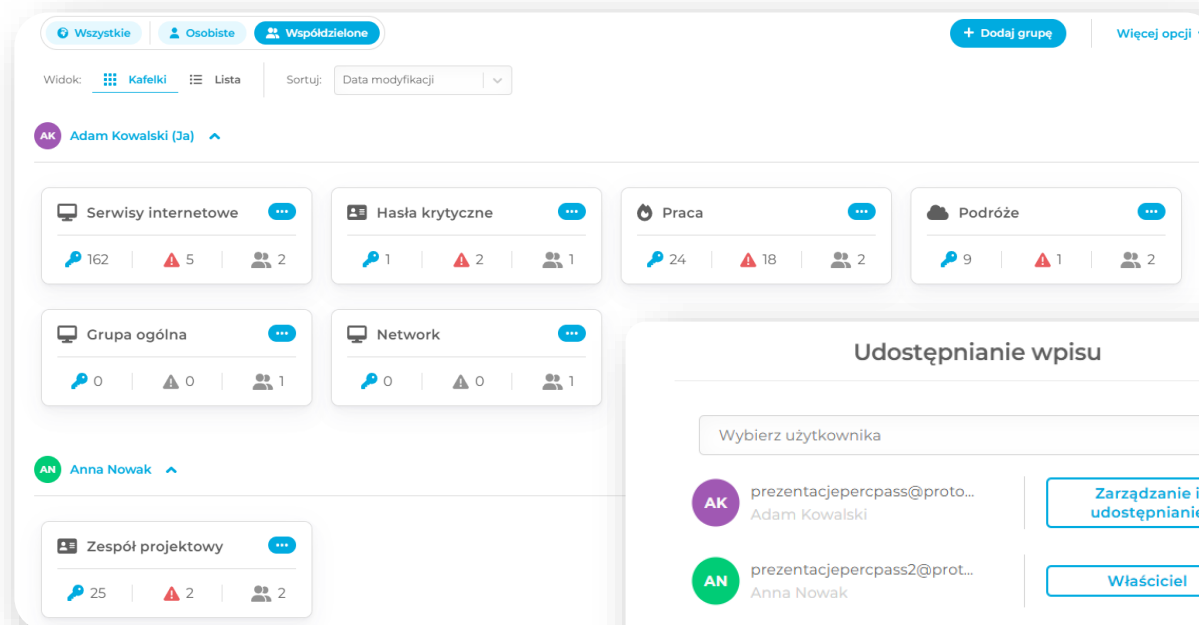 Wszystkie Osobiste Współdzielone + Dodaj grupę Więcej opcji
Widok: Kafelki Lista Sortuj: Data modyfikacji
AK Adam Kowalski (Ja)
Serwisy internetowe Hasła krytyczne Praca Podróże
162 5 2 1 2 1 24 18 2 9 1 2
Grupa ogólna Network
0 0 1 0 0 1
Udostępnianie wpisu
Wybierz użytkownika
AN Anna Nowak
AK prezentacjepercpass@proto... Zarządzanie i
Adam Kowalski udostępnianie
Zespół projektowy
25 2 2
AN prezentacjepercpass2@prot... Właściciel
Anna Nowak